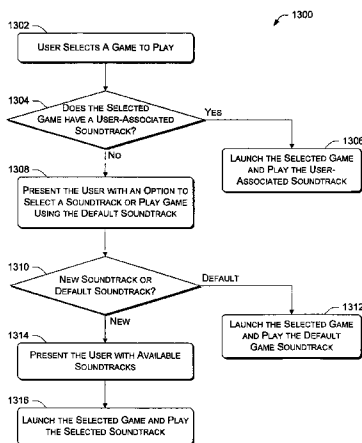 1300
1302
USER SELECTS A GAME TO PLAY
1304
DOES THE SELECTED
GAME HAVE A USER-ASSOCIATED
SOUNDTRACK?
YES
NO
1306
LAUNCH THE SELECTED GAME
AND PLAY THE USER-
ASSOCIATED SOUNDTRACK
1308
PRESENT THE USER WITH AN OPTION TO
SELECT A SOUNDTRACK OR PLAY GAME
USING THE DEFAULT SOUNDTRACK
1310
NEW SOUNDTRACK OR
DEFAULT SOUNDTRACK?
DEFAULT
NEW
1312
LAUNCH THE SELECTED GAME
AND PLAY THE DEFAULT
GAME SOUNDTRACK
1314
PRESENT THE USER WITH AVAILABLE
SOUNDTRACKS
1316
LAUNCH THE SELECTED GAME AND PLAY
THE SELECTED SOUNDTRACK